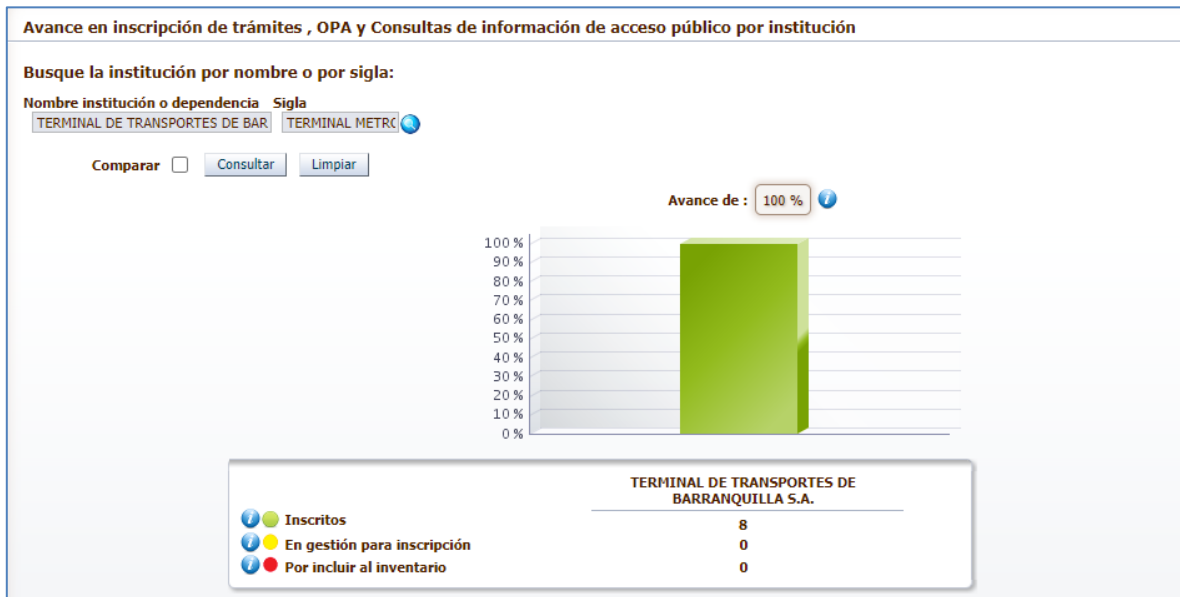 Avance en inscripción de trámites , OPA y Consultas de información de acceso público por institución
Busque la institución por nombre o por sigla:
Nombre institución o dependencia Sigla
TERMINAL DE TRANSPORTES DE BAR TERMINAL METRO
Comparar Consultar Limpiar
Avance de : 100 %
100 %
90 %
80 %
70 %
60 %
50 %
40 %
30 %
20 %
10 %
0 %
TERMINAL DE TRANSPORTES DE
BARRANQUILLA S.A.
Inscritos 8
En gestión para inscripción 0
Por incluir al inventario 0